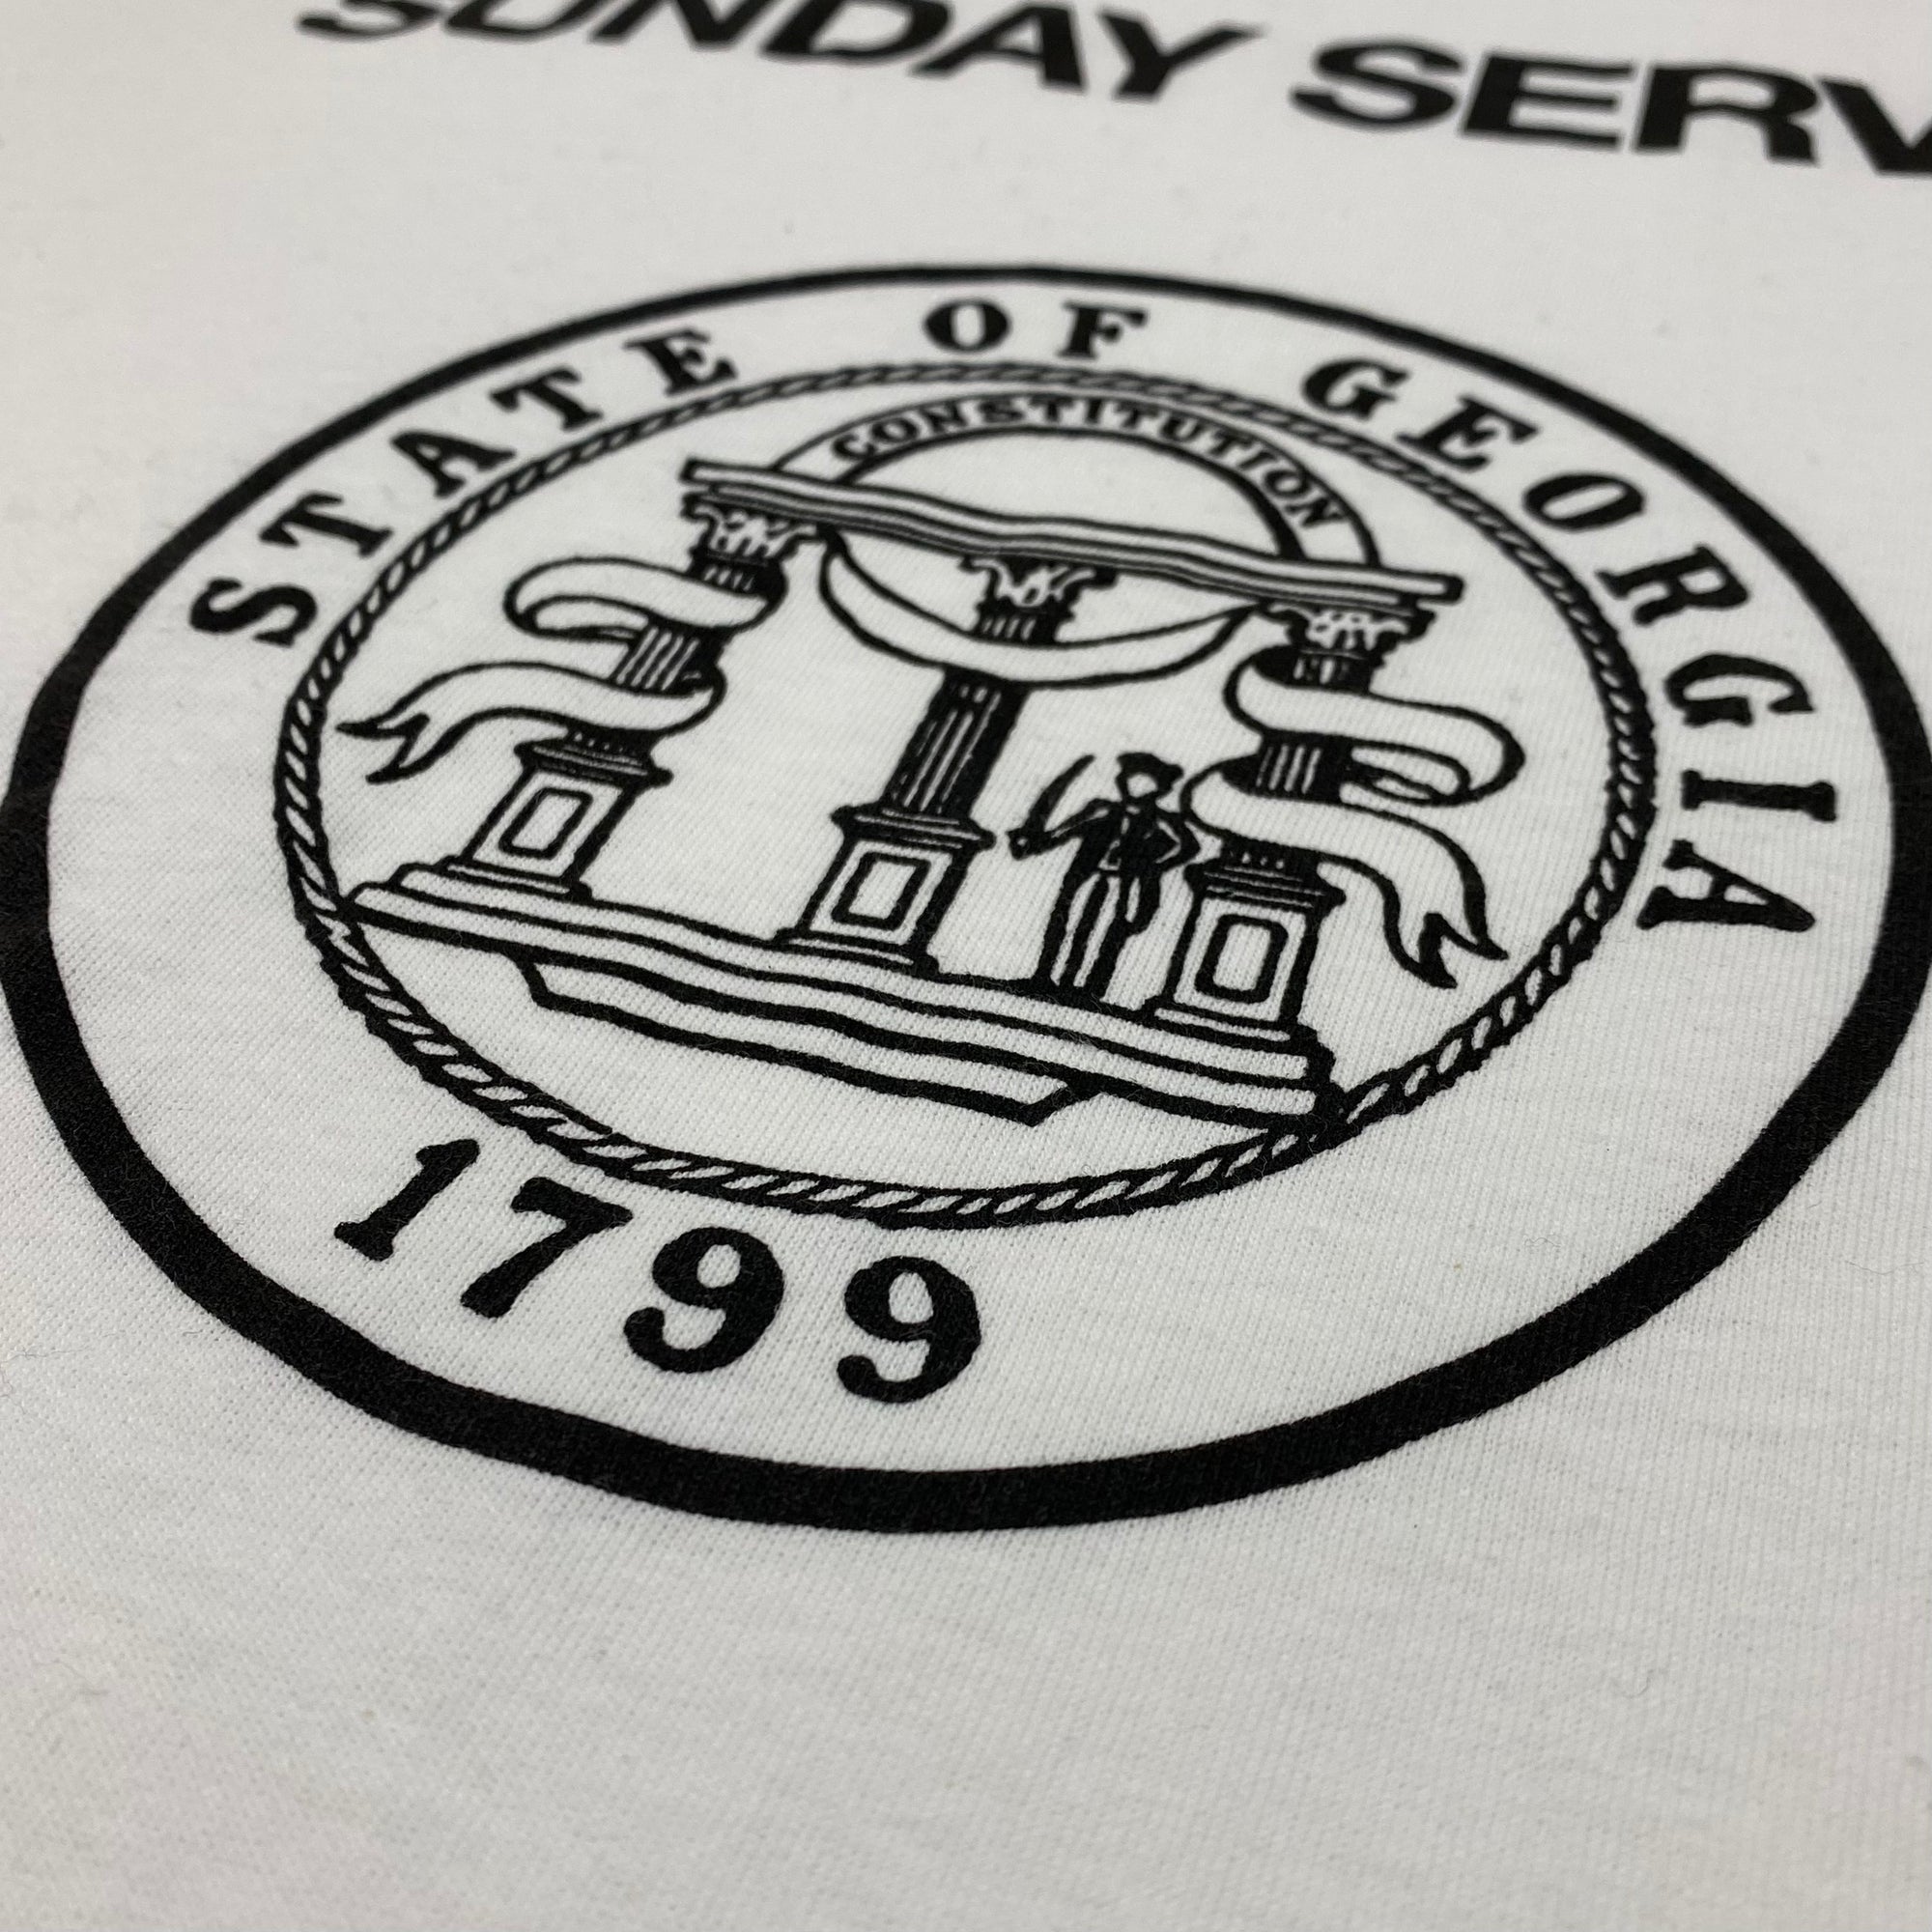 SUNDAY SERV
STATE OF GEORGIA
CONSTITUTION
1799